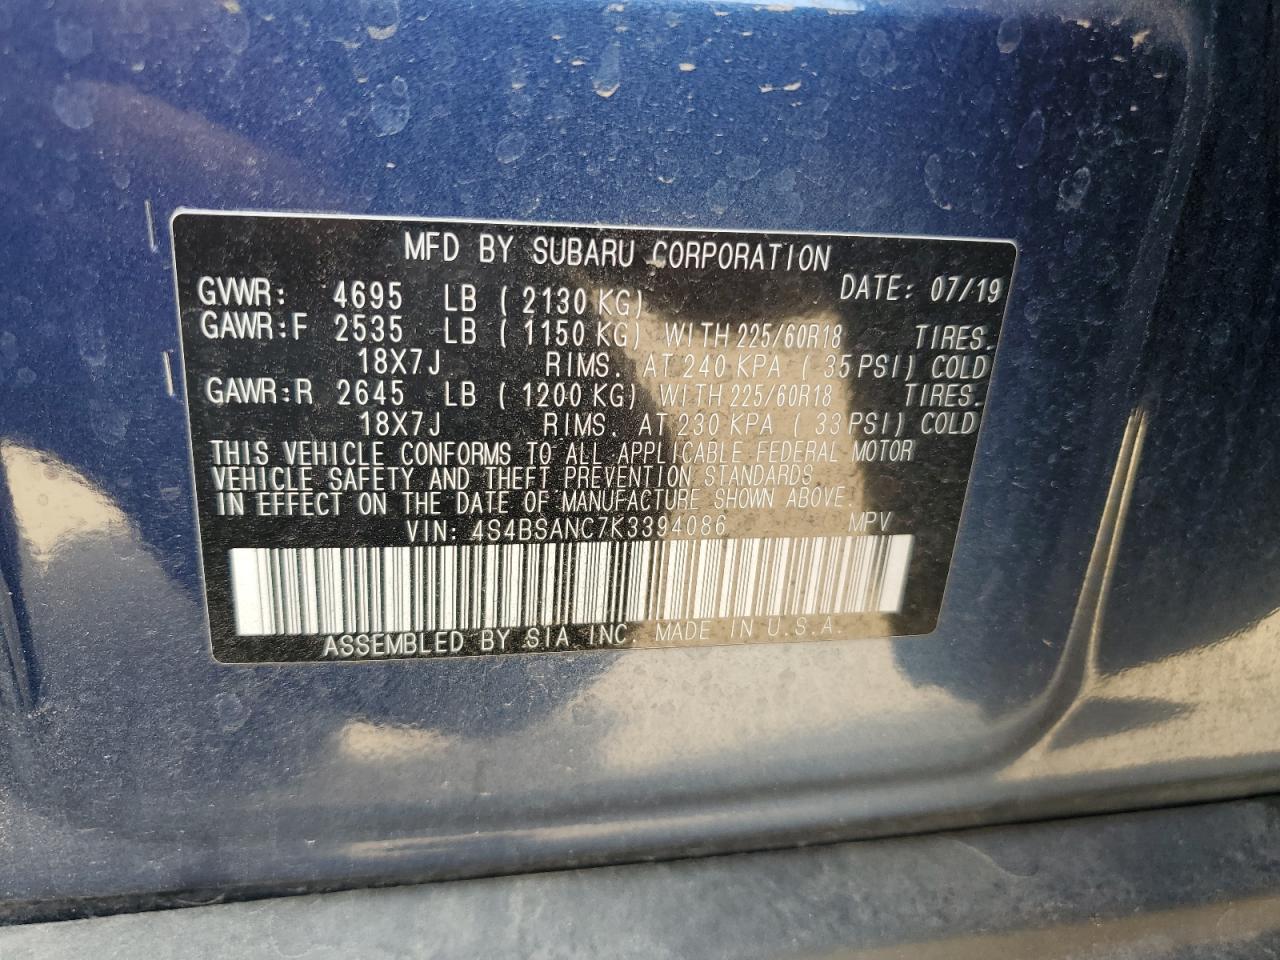 MFD BY SUBARU CORPORATION
GVWR: 4695 LB ( 2130 KG) DATE: 07/19
GAWR:F 2535 LB ( 1150 KG) WITH 225/60R18 TIRES.
18X7J RIMS. AT 240 KPA ( 35 PSI) COLD
GAWR:R 2645 LB ( 1200 KG) WITH 225/60R18 TIRES.
18X7J RIMS. AT 230 KPA ( 33 PSI) COLD
THIS VEHICLE CONFORMS TO ALL APPLICABLE FEDERAL MOTOR
VEHICLE SAFETY AND THEFT PREVENTION STANDARDS
IN EFFECT ON THE DATE OF MANUFACTURE SHOWN ABOVE.
VIN: 4S4BSANC7K3394086 MPV
ASSEMBLED BY SIA INC. MADE IN U.S.A.